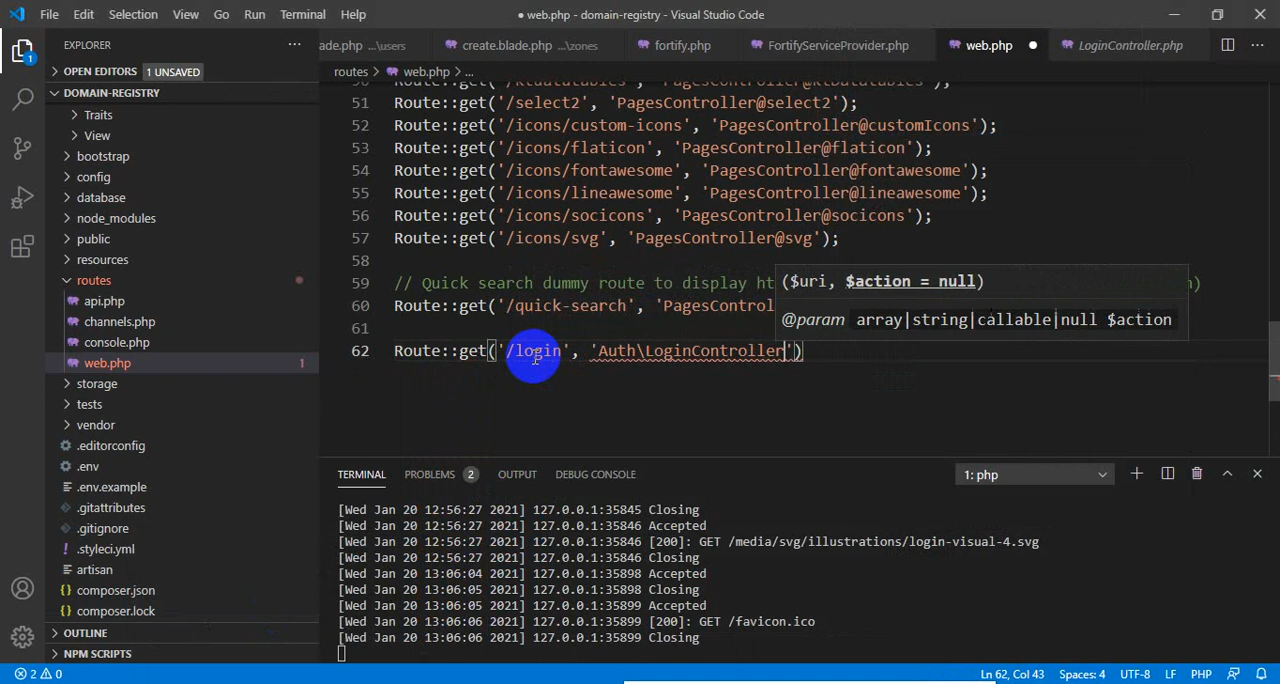 File Edit Selection View Go Run Terminal Help ● web.php - domain-registry - Visual Studio Code
EXPLORER
ade.php ...\users create.blade.php ...\zones fortify.php FortifyServiceProvider.php web.php LoginController.php
OPEN EDITORS 1 UNSAVED
routes > web.php > ...
DOMAIN-REGISTRY
Traits
View
bootstrap
config
database
node_modules
public
resources
routes
api.php
channels.php
console.php
web.php 1
storage
tests
vendor
.editorconfig
.env
.env.example
.gitattributes
.gitignore
.styleci.yml
artisan
composer.json
composer.lock
OUTLINE
NPM SCRIPTS
51 Route::get('/select2', 'PagesController@select2');
52 Route::get('/icons/custom-icons', 'PagesController@customIcons');
53 Route::get('/icons/flaticon', 'PagesController@flaticon');
54 Route::get('/icons/fontawesome', 'PagesController@fontawesome');
55 Route::get('/icons/lineawesome', 'PagesController@lineawesome');
56 Route::get('/icons/socicons', 'PagesController@socicons');
57 Route::get('/icons/svg', 'PagesController@svg');
58
59 // Quick search dummy route to display ht
60 Route::get('/quick-search', 'PagesControl
61
62 Route::get('/login', 'Auth\LoginController')
($uri, $action = null)
@param array|string|callable|null $action
TERMINAL PROBLEMS 2 OUTPUT DEBUG CONSOLE 1: php
[Wed Jan 20 12:56:27 2021] 127.0.0.1:35845 Closing
[Wed Jan 20 12:56:27 2021] 127.0.0.1:35846 Accepted
[Wed Jan 20 12:56:27 2021] 127.0.0.1:35846 [200]: GET /media/svg/illustrations/login-visual-4.svg
[Wed Jan 20 12:56:27 2021] 127.0.0.1:35846 Closing
[Wed Jan 20 13:06:04 2021] 127.0.0.1:35898 Accepted
[Wed Jan 20 13:06:05 2021] 127.0.0.1:35898 Closing
[Wed Jan 20 13:06:05 2021] 127.0.0.1:35899 Accepted
[Wed Jan 20 13:06:06 2021] 127.0.0.1:35899 [200]: GET /favicon.ico
[Wed Jan 20 13:06:06 2021] 127.0.0.1:35899 Closing
2 0 Ln 62, Col 43 Spaces: 4 UTF-8 LF PHP